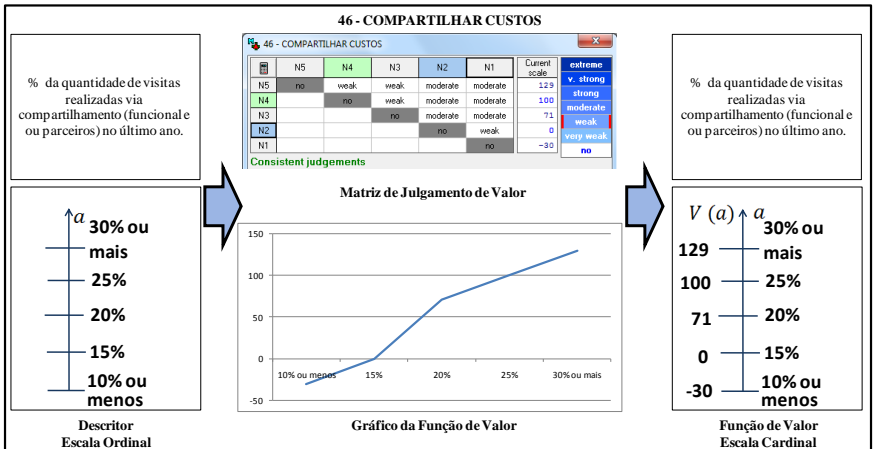 46 - COMPARTILHAR CUSTOS
% da quantidade de visitas
realizadas via
compartilhamento (funcional e
ou parceiros) no último ano.
46 - COMPARTILHAR CUSTOS
N5 N4 N3 N2 N1 Current scale
N5 no weak weak moderate moderate 129
N4 no weak moderate moderate 100
N3 no moderate moderate 71
N2 no weak 0
N1 no -30
Consistent judgements
extreme
v. strong
strong
moderate
weak
very weak
no
% da quantidade de visitas
realizadas via
compartilhamento (funcional e
ou parceiros) no último ano.
Matriz de Julgamento de Valor
a
30% ou
mais
25%
20%
15%
10% ou
menos
Descritor
Escala Ordinal
150
100
50
0
-50
10% ou menos 15% 20% 25% 30% ou mais
Gráfico da Função de Valor
V (a) a
129 30% ou
mais
100 25%
71 20%
0 15%
-30 10% ou
menos
Função de Valor
Escala Cardinal